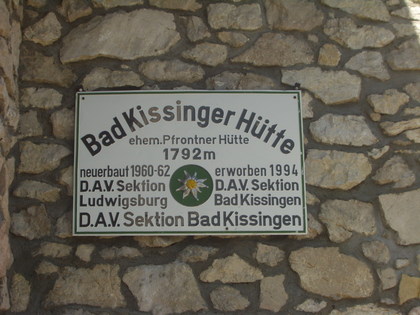 Bad Kissinger Hütte
ehem. Pfrontner Hütte
1792m
neuerbaut 1960-62 erworben 1994
D.A.V. Sektion D.A.V. Sektion
Ludwigsburg Bad Kissingen
D.A.V. Sektion Bad Kissingen